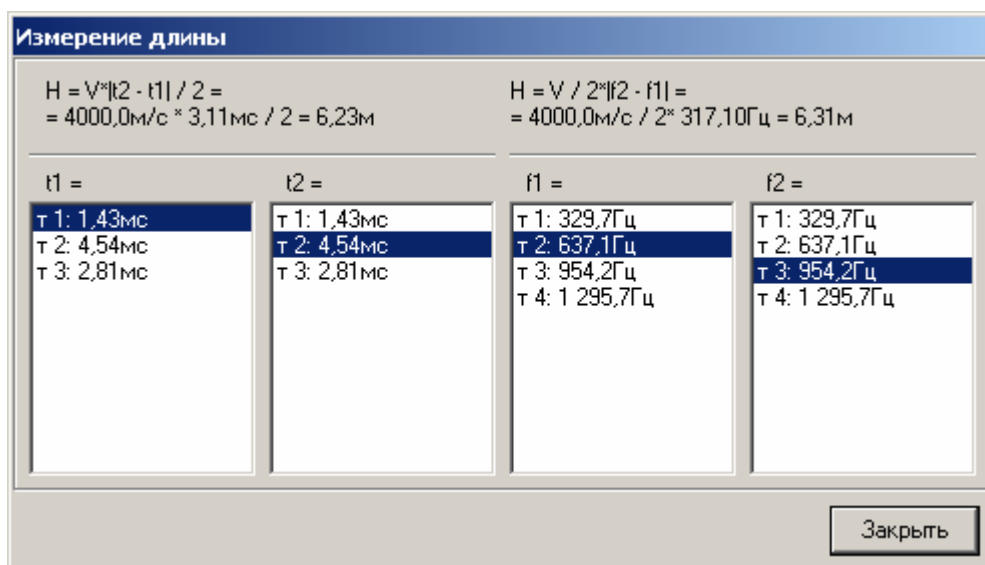 Измерение длины
H = V*|t2 - t1| / 2 =
= 4000,0м/с * 3,11мс / 2 = 6,23м
H = V / 2*|f2 - f1| =
= 4000,0м/с / 2* 317,10Гц = 6,31м
t1 =
т 1: 1,43мс
т 2: 4,54мс
т 3: 2,81мс
t2 =
т 1: 1,43мс
т 2: 4,54мс
т 3: 2,81мс
f1 =
т 1: 329,7Гц
т 2: 637,1Гц
т 3: 954,2Гц
т 4: 1 295,7Гц
f2 =
т 1: 329,7Гц
т 2: 637,1Гц
т 3: 954,2Гц
т 4: 1 295,7Гц
Закрыть